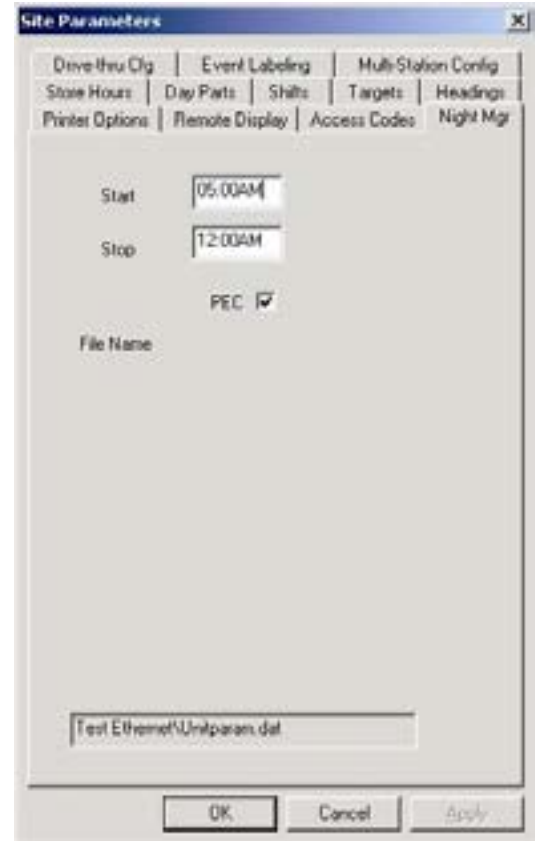 Site Parameters
Drive-thru Cfg Event Labeling Multi-Station Config
Store Hours Day Parts Shifts Targets Headings
Printer Options Remote Display Access Codes Night Mgr
Start 05:00AM
Stop 12:00AM
PEC
File Name
Test Ethernet\Unitparam.dat
OK Cancel Apply